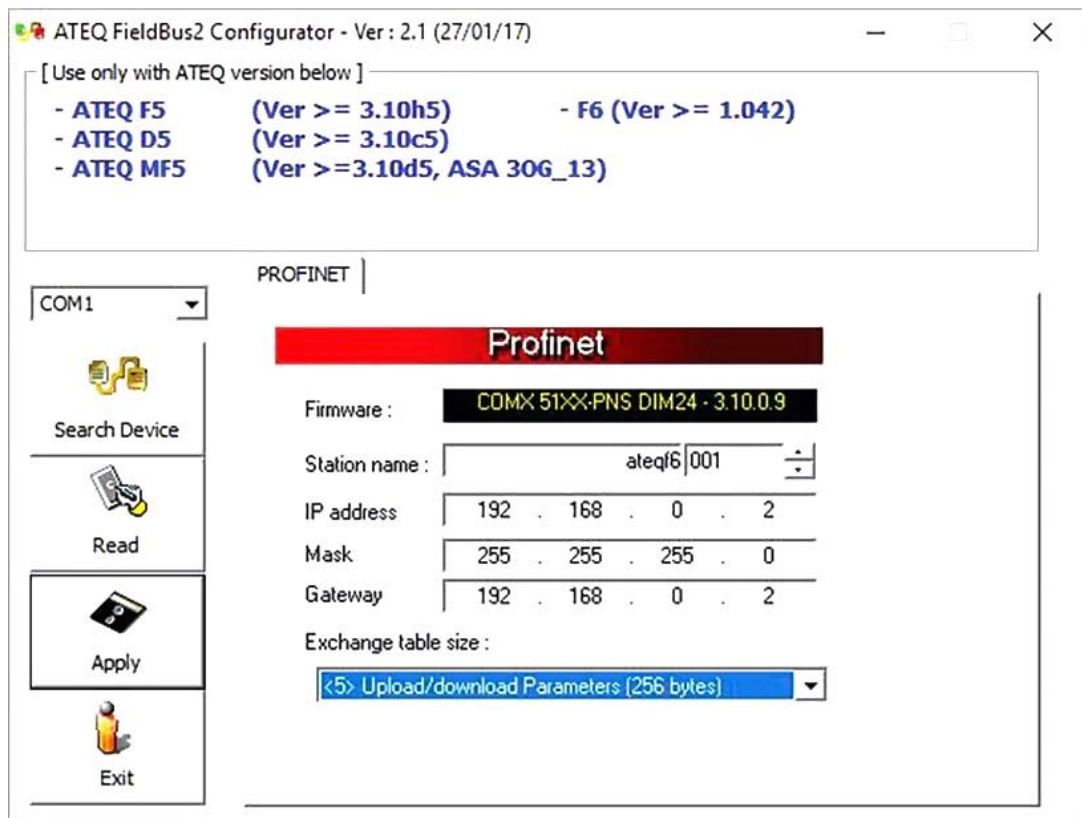 ATEQ FieldBus2 Configurator - Ver : 2.1 (27/01/17)
[ Use only with ATEQ version below ]
- ATEQ F5 (Ver >= 3.10h5) - F6 (Ver >= 1.042)
- ATEQ D5 (Ver >= 3.10c5)
- ATEQ MF5 (Ver >=3.10d5, ASA 3OG_13)
PROFINET
COM1
Profinet
Firmware : COMX 51XX-PNS DIM24 - 3.10.0.9
Search Device
Station name : ateqf6 001
IP address 192 . 168 . 0 . 2
Read
Mask 255 . 255 . 255 . 0
Gateway 192 . 168 . 0 . 2
Exchange table size :
Apply
<5> Upload/download Parameters (256 bytes)
Exit